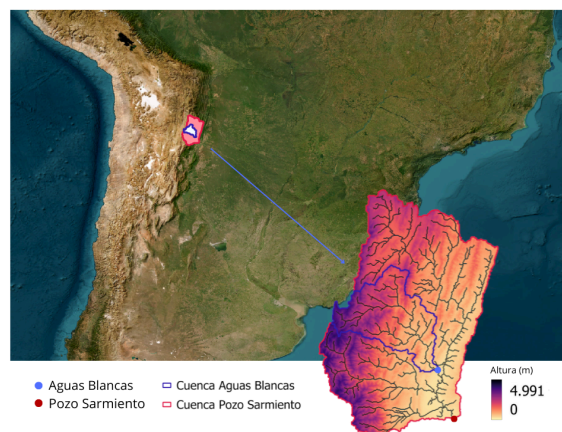 Aguas Blancas
Pozo Sarmiento
Cuenca Aguas Blancas
Cuenca Pozo Sarmiento
Altura (m)
4.991
0